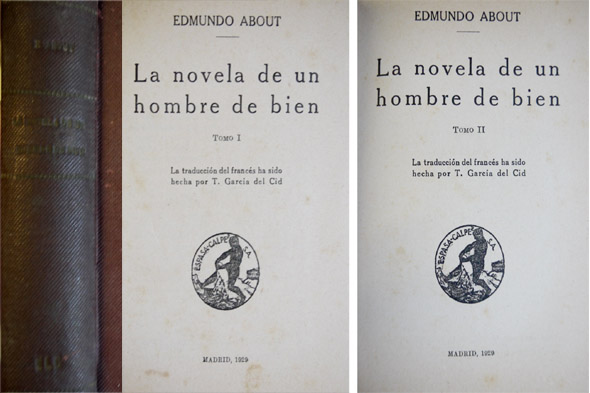 EDMUNDO ABOUT
La novela de un
hombre de bien
Tomo I
La traducción del francés ha sido
hecha por T. García del Cid
ESPASA-CALPE S.A.
MADRID, 1929
EDMUNDO ABOUT
La novela de un
hombre de bien
Tomo II
La traducción del francés ha sido
hecha por T. García del Cid
ESPASA-CALPE S.A.
MADRID, 1929